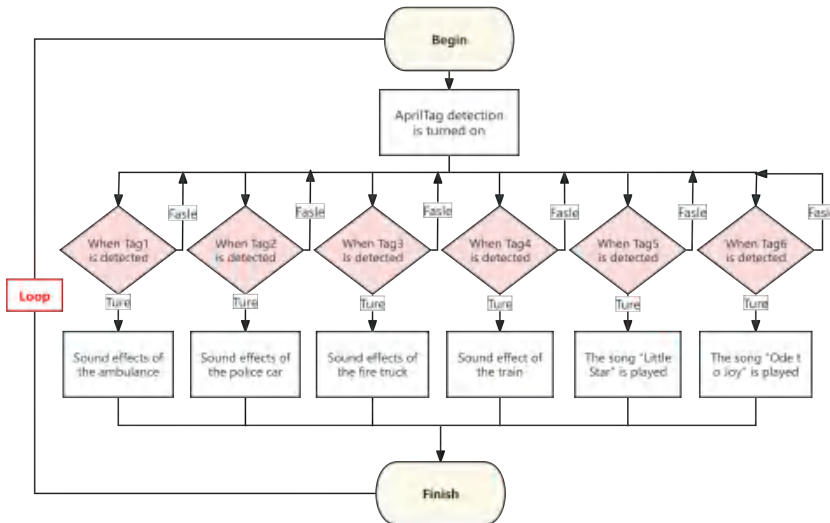 Begin
AprilTag detection
is turned on
Fasle
Fasle
Fasle
Fasle
Fasle
Fasle
When Tag1
is detected
When Tag2
is detected
When Tag3
is detected
When Tag4
is detected
When Tag5
is detected
When Tag6
is detected
Loop
Ture
Ture
Ture
Ture
Ture
Ture
Sound effects of
the ambulance
Sound effects of
the police car
Sound effects of
the fire truck
Sound effect of
the train
The song "Little
Star" is played
The song "Ode t
o Joy" is played
Finish